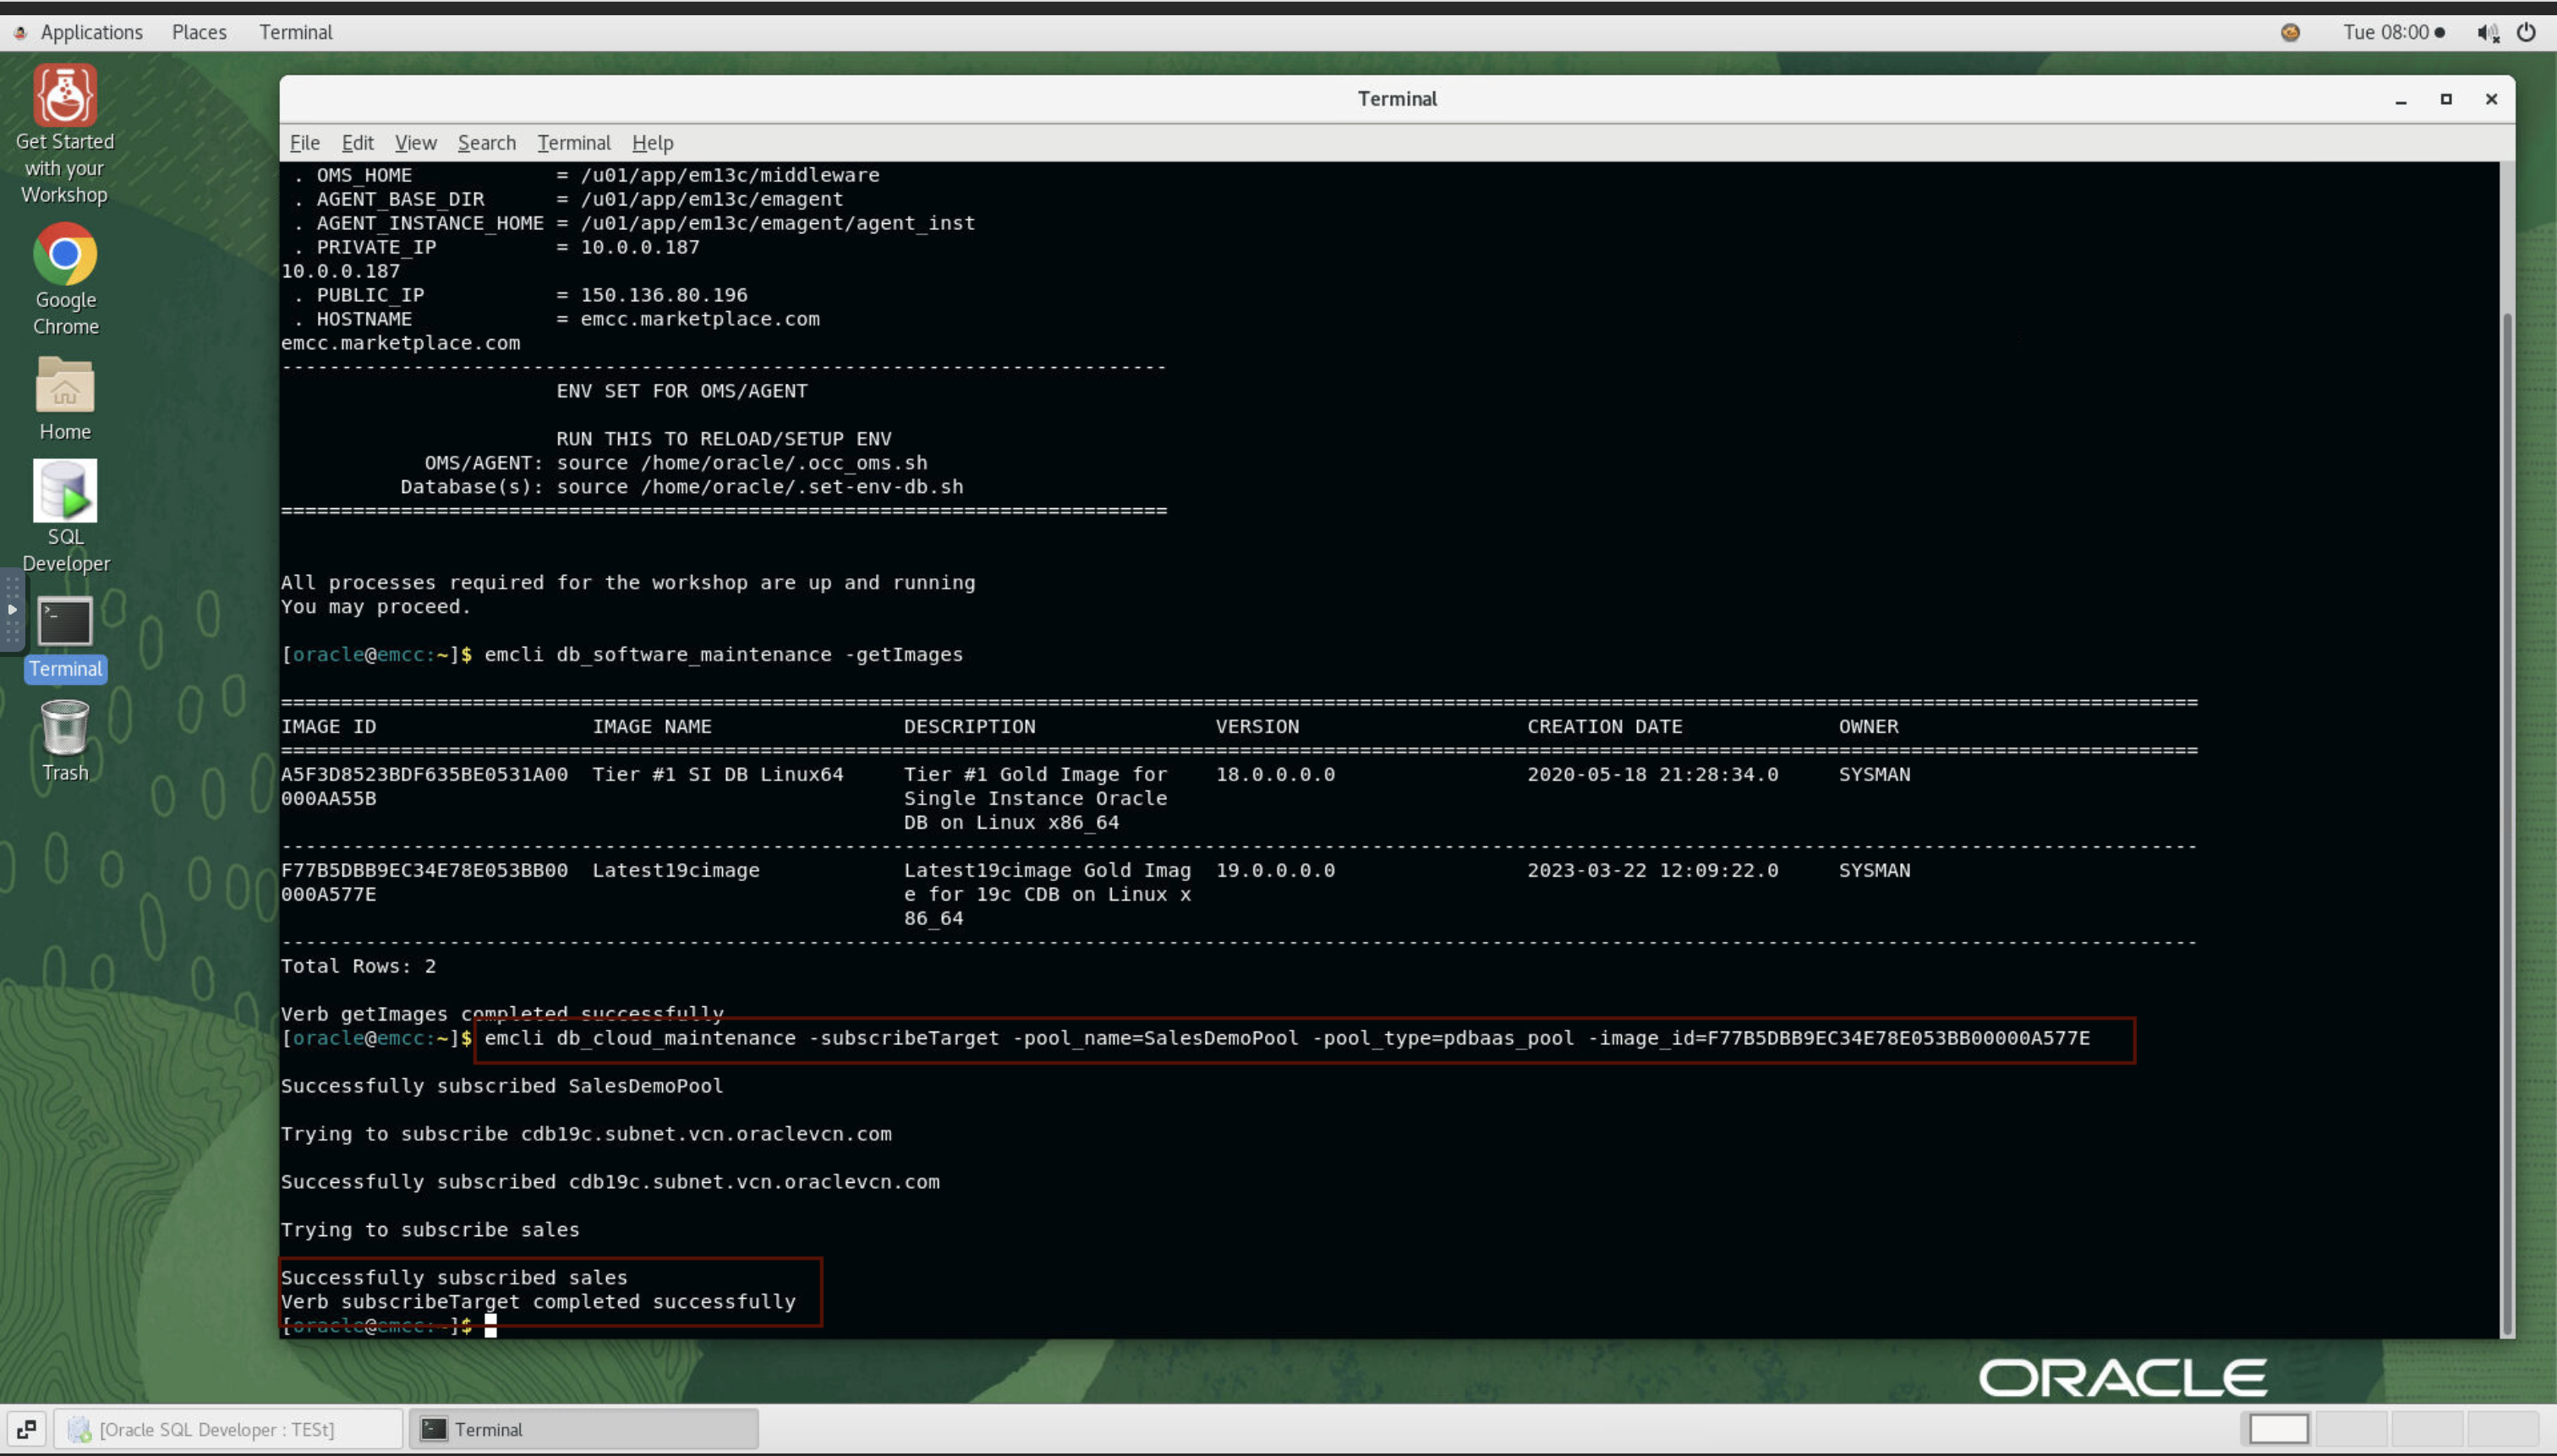 Applications Places Terminal Tue 08:00
Get Started
with your
Workshop
Google
Chrome
Home
SQL
Developer
Terminal
Trash
Terminal
File Edit View Search Terminal Help
. OMS_HOME = /u01/app/em13c/middleware
. AGENT_BASE_DIR = /u01/app/em13c/emagent
. AGENT_INSTANCE_HOME = /u01/app/em13c/emagent/agent_inst
. PRIVATE_IP = 10.0.0.187
10.0.0.187
. PUBLIC_IP = 150.136.80.196
. HOSTNAME = emcc.marketplace.com
emcc.marketplace.com
--------------------------------------------------------------------------
ENV SET FOR OMS/AGENT
RUN THIS TO RELOAD/SETUP ENV
OMS/AGENT: source /home/oracle/.occ_oms.sh
Database(s): source /home/oracle/.set-env-db.sh
==========================================================================
All processes required for the workshop are up and running
You may proceed.
[oracle@emcc:~]$ emcli db_software_maintenance -getImages
================================================================================================================================================================
IMAGE ID IMAGE NAME DESCRIPTION VERSION CREATION DATE OWNER
================================================================================================================================================================
A5F3D8523BDF635BE0531A00 Tier #1 SI DB Linux64 Tier #1 Gold Image for 18.0.0.0.0 2020-05-18 21:28:34.0 SYSMAN
000AA55B Single Instance Oracle
DB on Linux x86_64
----------------------------------------------------------------------------------------------------------------------------------------------------------------
F77B5DBB9EC34E78E053BB00 Latest19cimage Latest19cimage Gold Imag 19.0.0.0.0 2023-03-22 12:09:22.0 SYSMAN
000A577E e for 19c CDB on Linux x
86_64
----------------------------------------------------------------------------------------------------------------------------------------------------------------
Total Rows: 2
Verb getImages completed successfully
[oracle@emcc:~]$ emcli db_cloud_maintenance -subscribeTarget -pool_name=SalesDemoPool -pool_type=pdbaas_pool -image_id=F77B5DBB9EC34E78E053BB00000A577E
Successfully subscribed SalesDemoPool
Trying to subscribe cdb19c.subnet.vcn.oraclevcn.com
Successfully subscribed cdb19c.subnet.vcn.oraclevcn.com
Trying to subscribe sales
Successfully subscribed sales
Verb subscribeTarget completed successfully
[oracle@emcc:~]$
ORACLE
[Oracle SQL Developer : TESt] Terminal